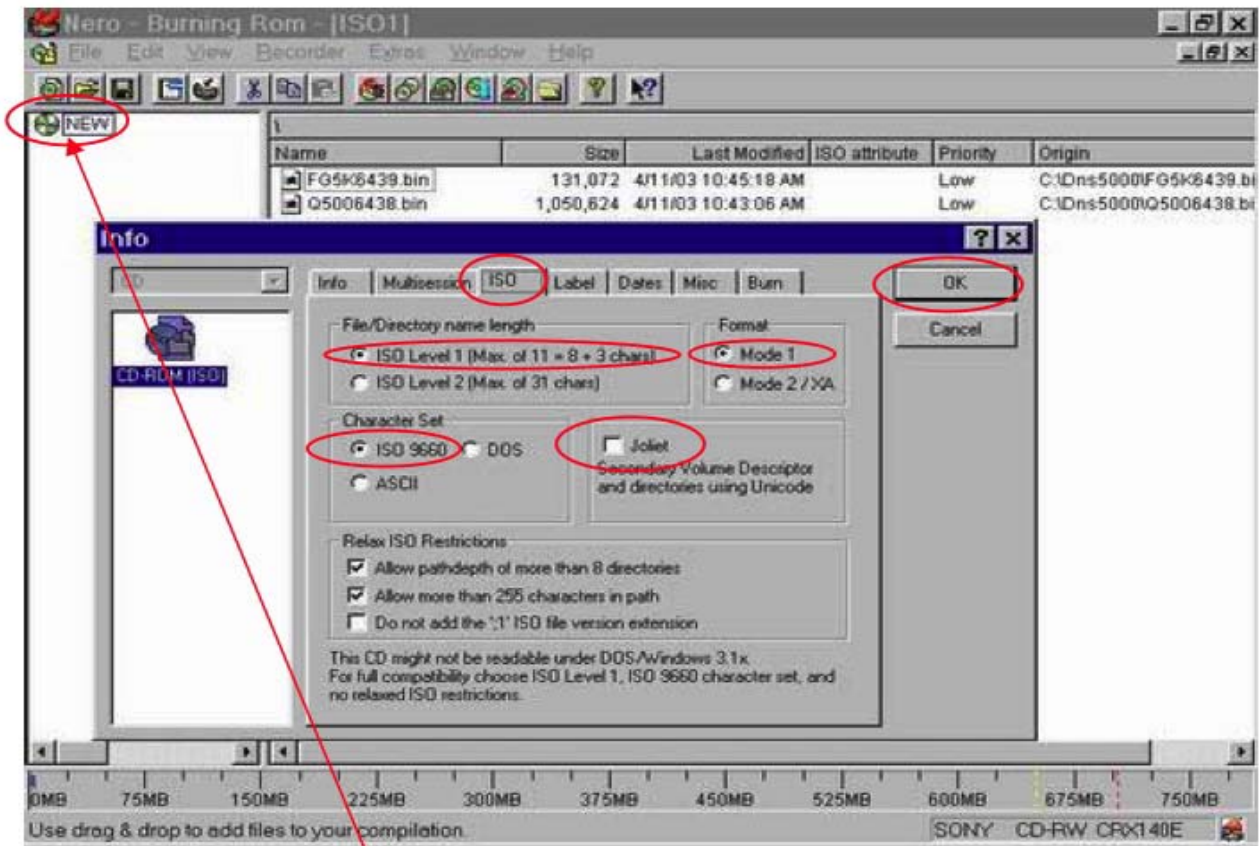 Nero - Burning Rom - [ISO1]
File Edit View Recorder Extras Window Help
NEW
\
Name Size Last Modified ISO attribute Priority Origin
FG5K6439.bin 131,072 4/11/03 10:45:18 AM Low C:\Dns5000\FG5K6439.bi
Q5006438.bin 1,050,624 4/11/03 10:43:06 AM Low C:\Dns5000\Q5006438.bi
Info
CD
Info Multisession ISO Label Dates Misc Burn
OK
Cancel
CD-ROM (ISO)
File/Directory name length
ISO Level 1 (Max. of 11 = 8 + 3 chars)
ISO Level 2 (Max. of 31 chars)
Format
Mode 1
Mode 2 / XA
Character Set
ISO 9660 DOS
ASCII
Joliet
Secondary Volume Descriptor
and directories using Unicode
Relax ISO Restrictions
Allow pathdepth of more than 8 directories
Allow more than 255 characters in path
Do not add the ';1' ISO file version extension
This CD might not be readable under DOS/Windows 3.1x.
For full compatibility choose ISO Level 1, ISO 9660 character set, and
no relaxed ISO restrictions.
0MB 75MB 150MB 225MB 300MB 375MB 450MB 525MB 600MB 675MB 750MB
Use drag & drop to add files to your compilation. SONY CD-RW CRX140E